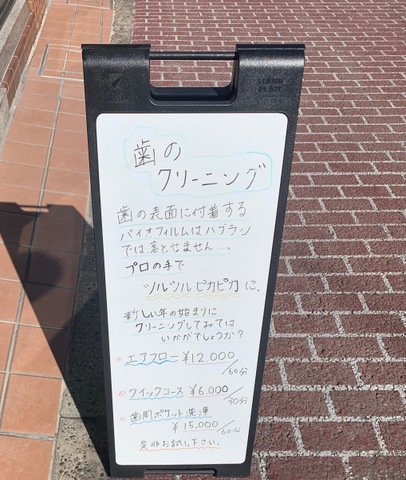 歯の
クリーニング
歯の表面に付着する
バイオフィルムはハブラシ
では落とせません…。
プロの手で
ツルツルピカピカに、
新しい年の始まりに
クリーニングしてみては
いかがでしょうか?
エアフロー ¥12.000/60分
クイックコース ¥6.000/30分
歯周ポケット洗浄
¥15.000/60分
是非お試し下さい。